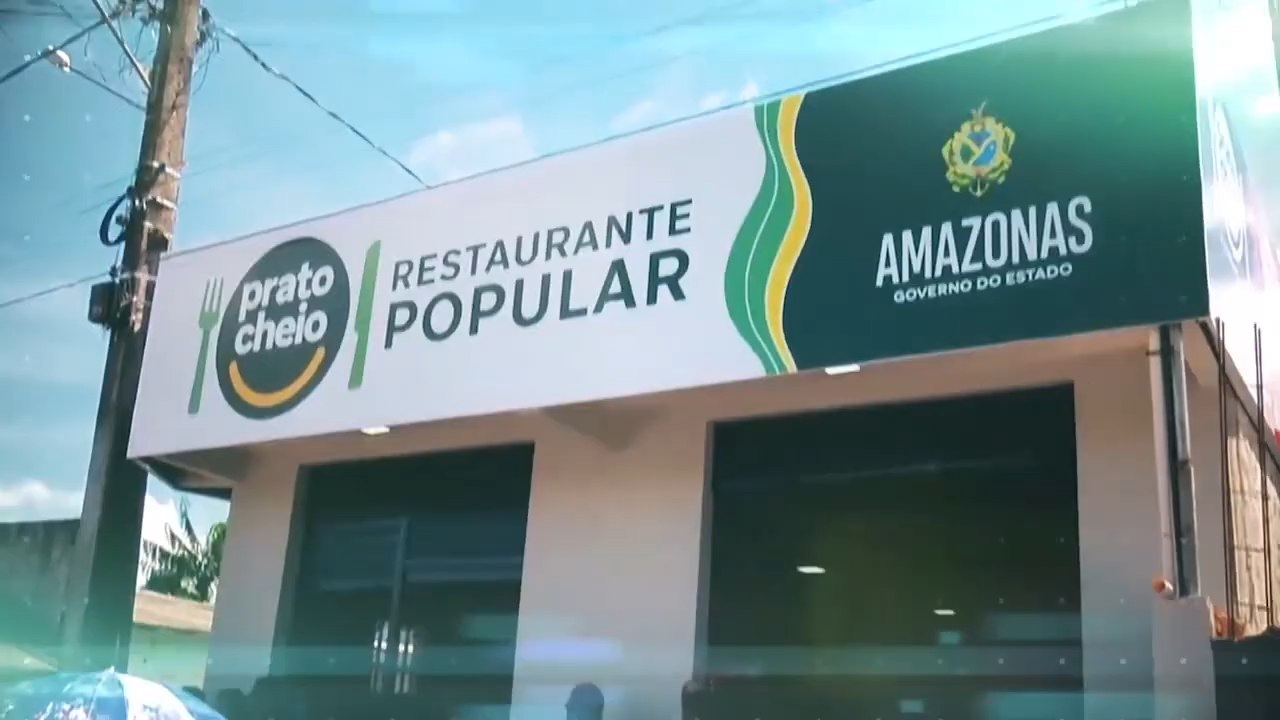 prato
cheio
RESTAURANTE
POPULAR
AMAZONAS
GOVERNO DO ESTADO